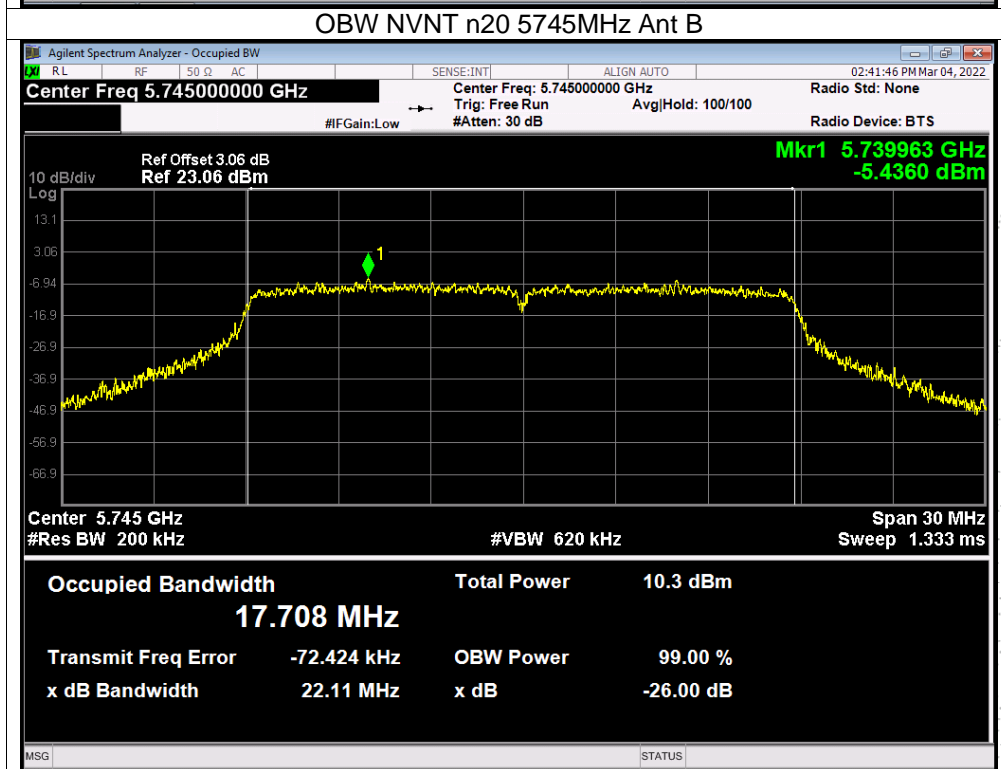 OBW NVNT n20 5745MHz Ant B
Agilent Spectrum Analyzer - Occupied BW
LXI RL RF 50 Ω AC SENSE:INT ALIGN AUTO 02:41:46 PM Mar 04, 2022
Center Freq 5.745000000 GHz Center Freq: 5.745000000 GHz Radio Std: None
Trig: Free Run Avg|Hold: 100/100
#IFGain:Low #Atten: 30 dB Radio Device: BTS
Mkr1 5.739963 GHz
-5.4360 dBm
Ref Offset 3.06 dB
10 dB/div Ref 23.06 dBm
Log
13.1
3.06
1
-6.94
-16.9
-26.9
-36.9
-46.9
-56.9
-66.9
Center 5.745 GHz Span 30 MHz
#Res BW 200 kHz #VBW 620 kHz Sweep 1.333 ms
Occupied Bandwidth Total Power 10.3 dBm
17.708 MHz
Transmit Freq Error -72.424 kHz OBW Power 99.00 %
x dB Bandwidth 22.11 MHz x dB -26.00 dB
MSG STATUS